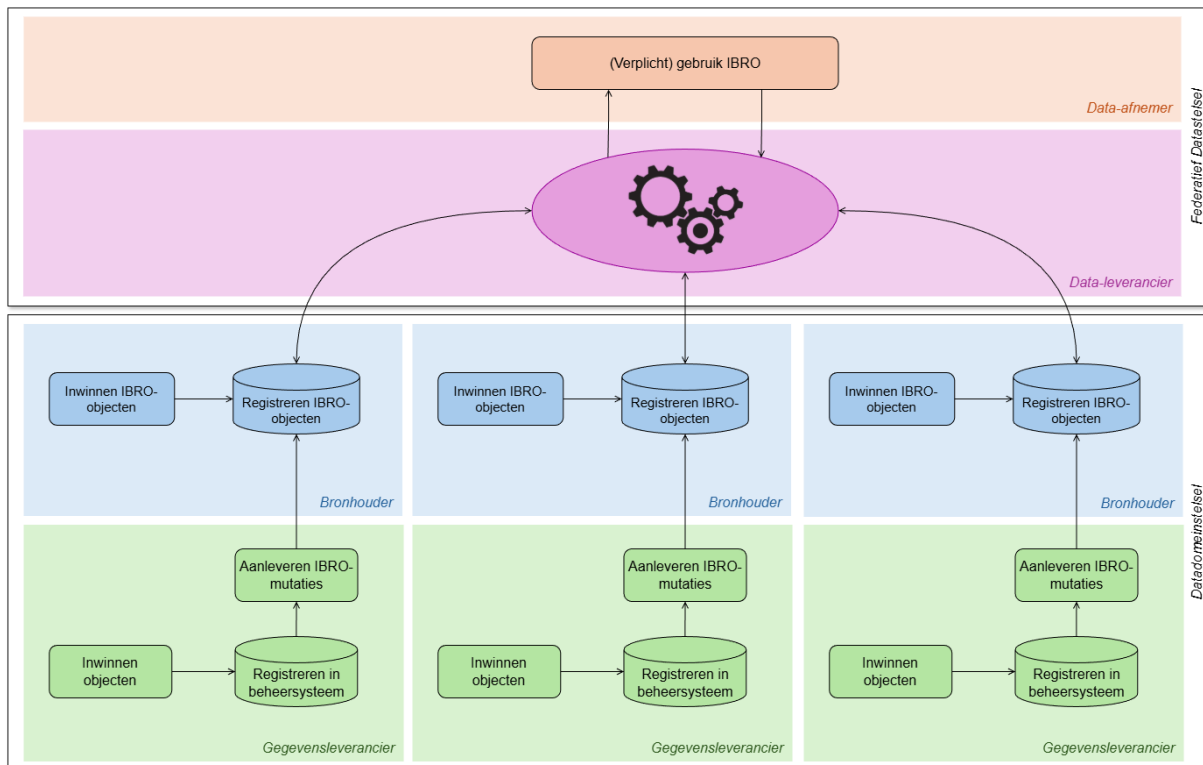 (Verplicht) gebruik IBRO
Data-afnemer
Federatief Datastelsel
Data-leverancier
Inwinnen IBRO-
objecten
Registreren IBRO-
objecten
Bronhouder
Inwinnen IBRO-
objecten
Registreren IBRO-
objecten
Bronhouder
Inwinnen IBRO-
objecten
Registreren IBRO-
objecten
Bronhouder
Datadomeinstelsel
Aanleveren IBRO-
mutaties
Inwinnen
objecten
Registreren in
beheersysteem
Gegevensleverancier
Aanleveren IBRO-
mutaties
Inwinnen
objecten
Registreren in
beheersysteem
Gegevensleverancier
Aanleveren IBRO-
mutaties
Inwinnen
objecten
Registreren in
beheersysteem
Gegevensleverancier